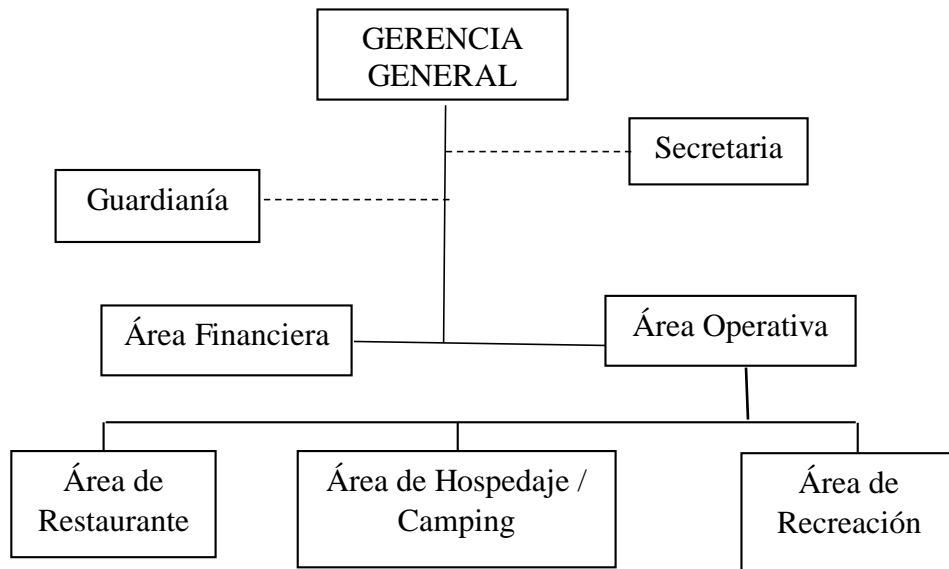 GERENCIA
GENERAL
Secretaria
Guardianía
Área Financiera
Área Operativa
Área de
Restaurante
Área de Hospedaje /
Camping
Área de
Recreación